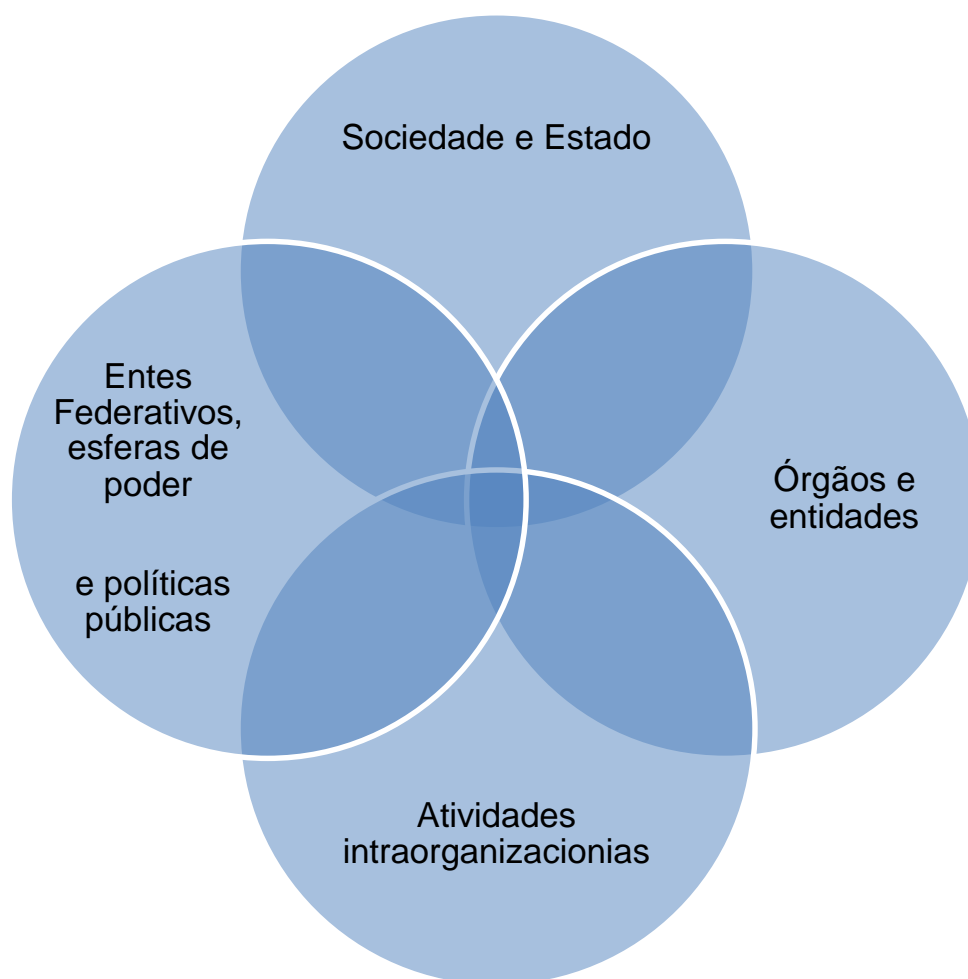 Sociedade e Estado
Entes
Federativos,
esferas de
poder
e políticas
públicas
Órgãos e
entidades
Atividades
intraorganizacionias